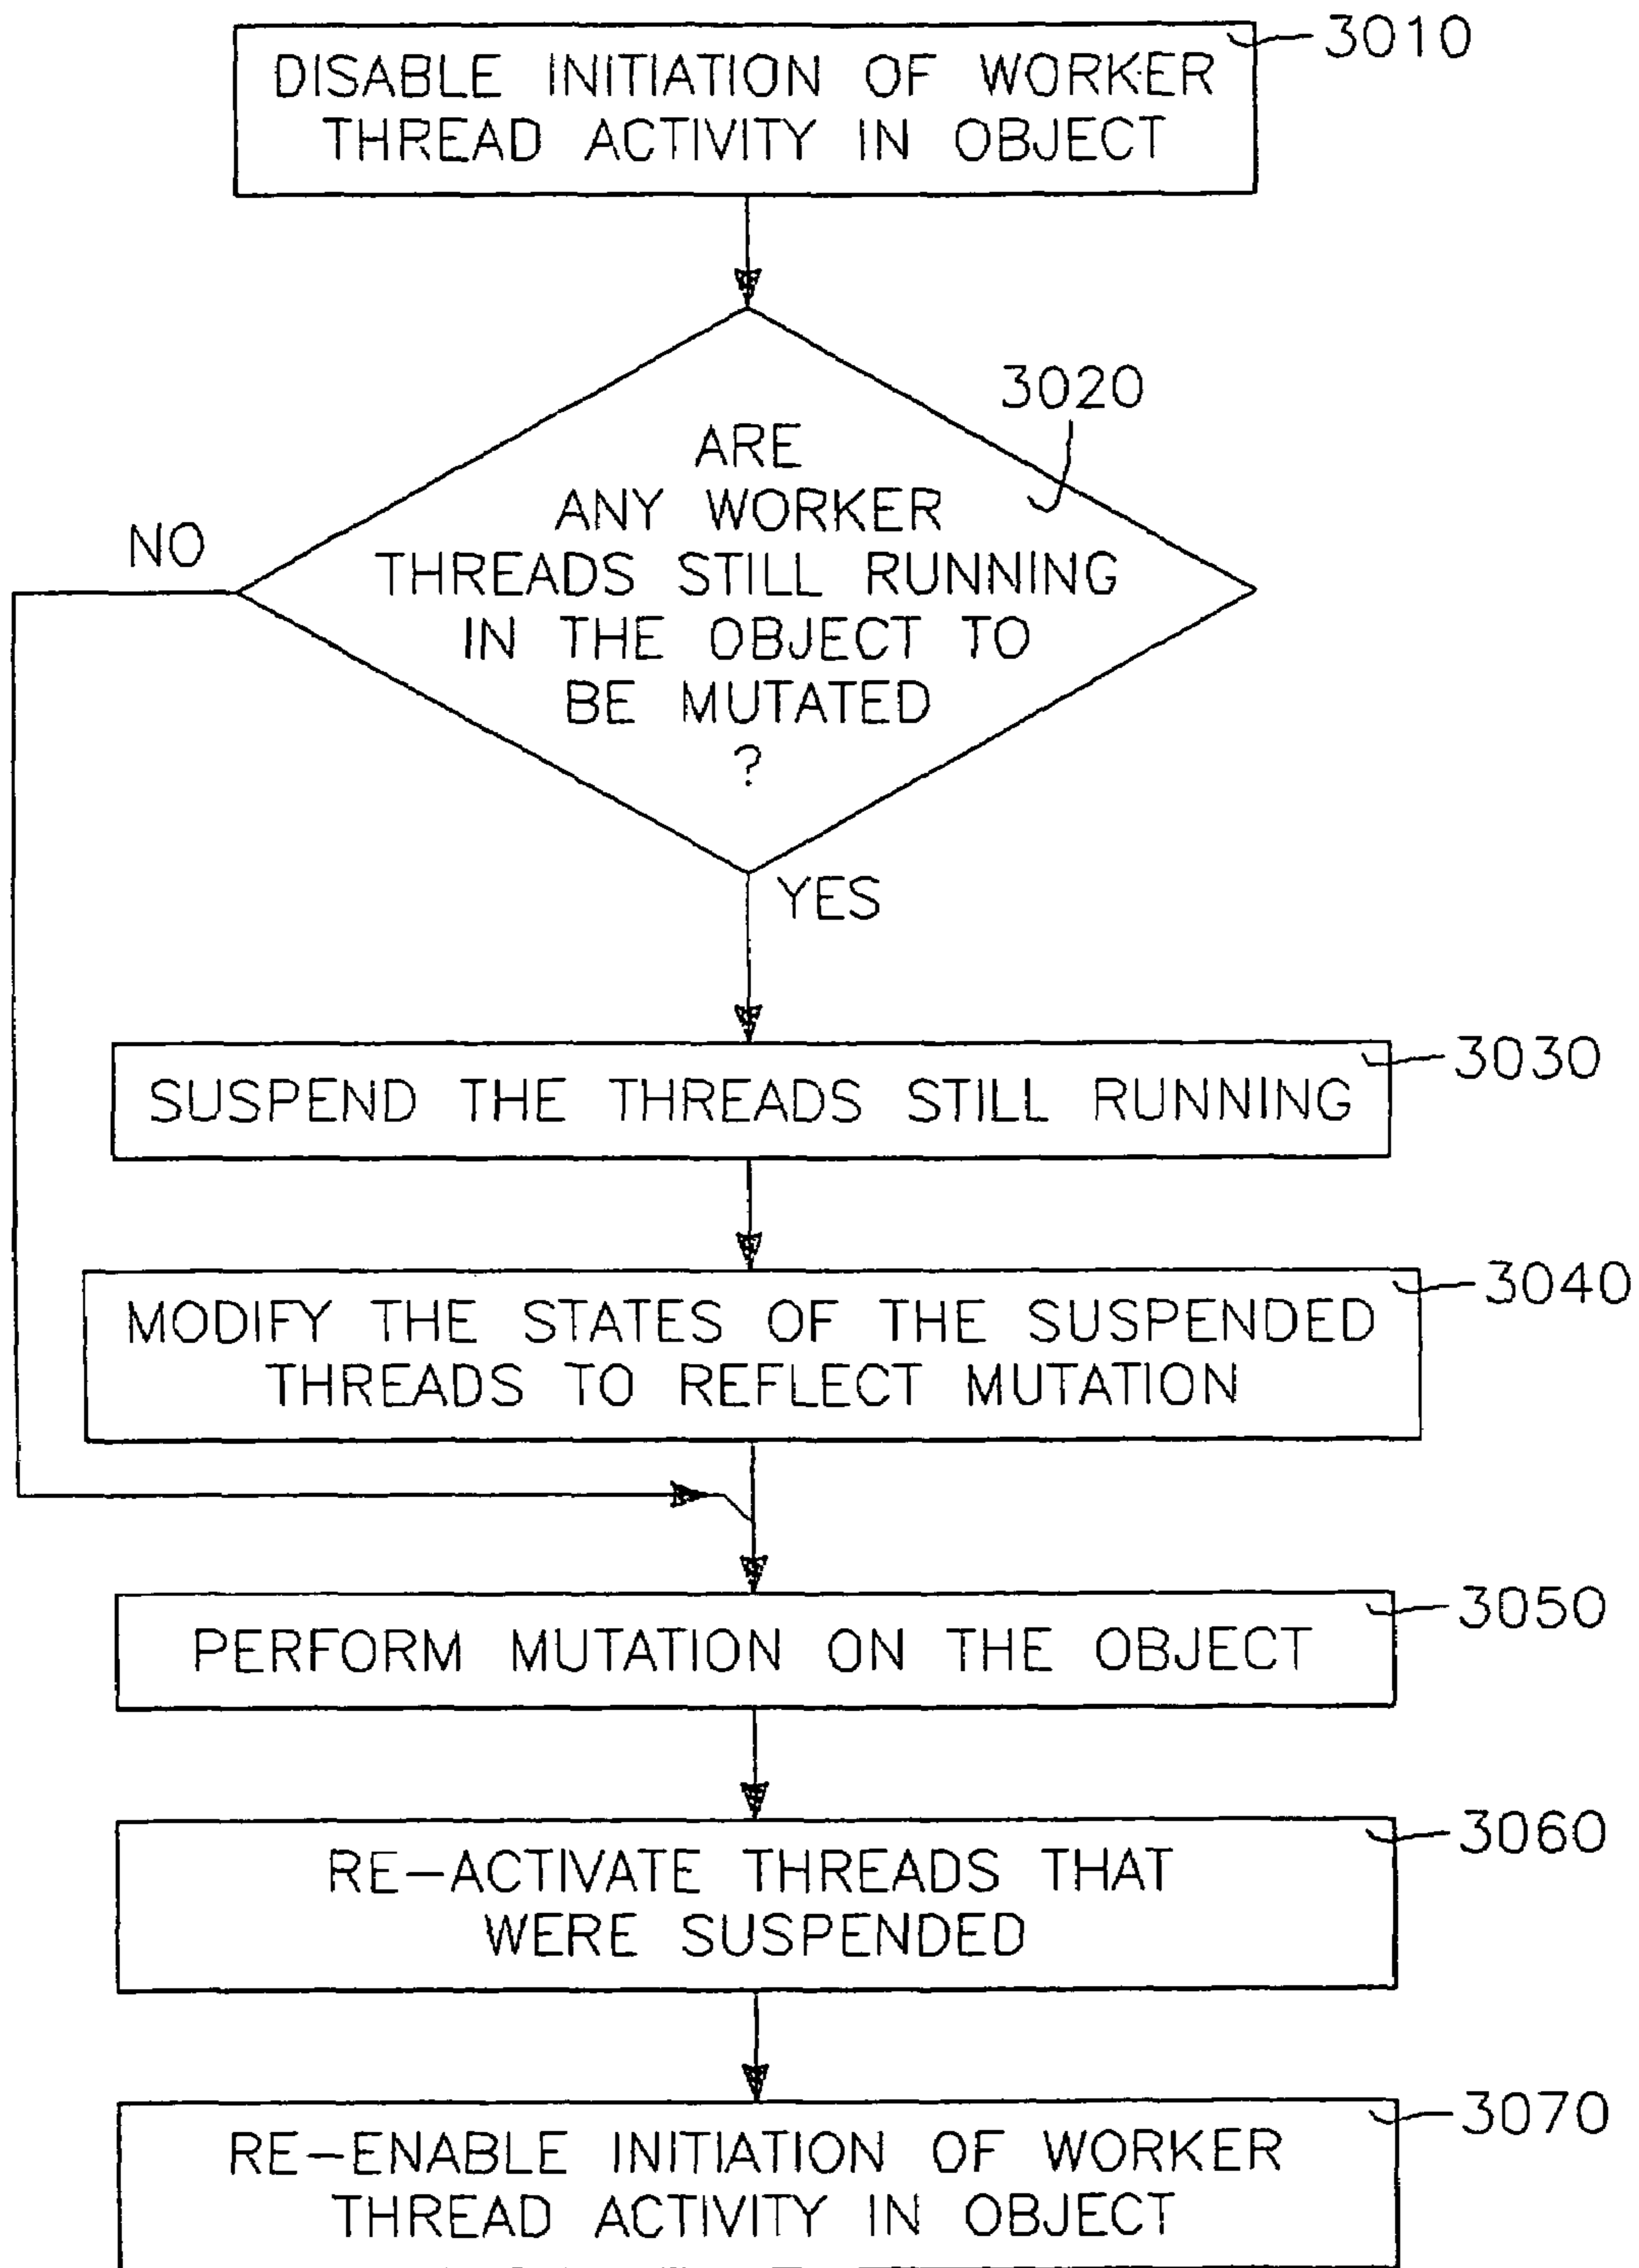 3010
DISABLE INITIATION OF WORKER
THREAD ACTIVITY IN OBJECT
3020
ARE
ANY WORKER
THREADS STILL RUNNING
IN THE OBJECT TO
BE MUTATED
?
NO
YES
3030
SUSPEND THE THREADS STILL RUNNING
3040
MODIFY THE STATES OF THE SUSPENDED
THREADS TO REFLECT MUTATION
3050
PERFORM MUTATION ON THE OBJECT
3060
RE-ACTIVATE THREADS THAT
WERE SUSPENDED
3070
RE-ENABLE INITIATION OF WORKER
THREAD ACTIVITY IN OBJECT